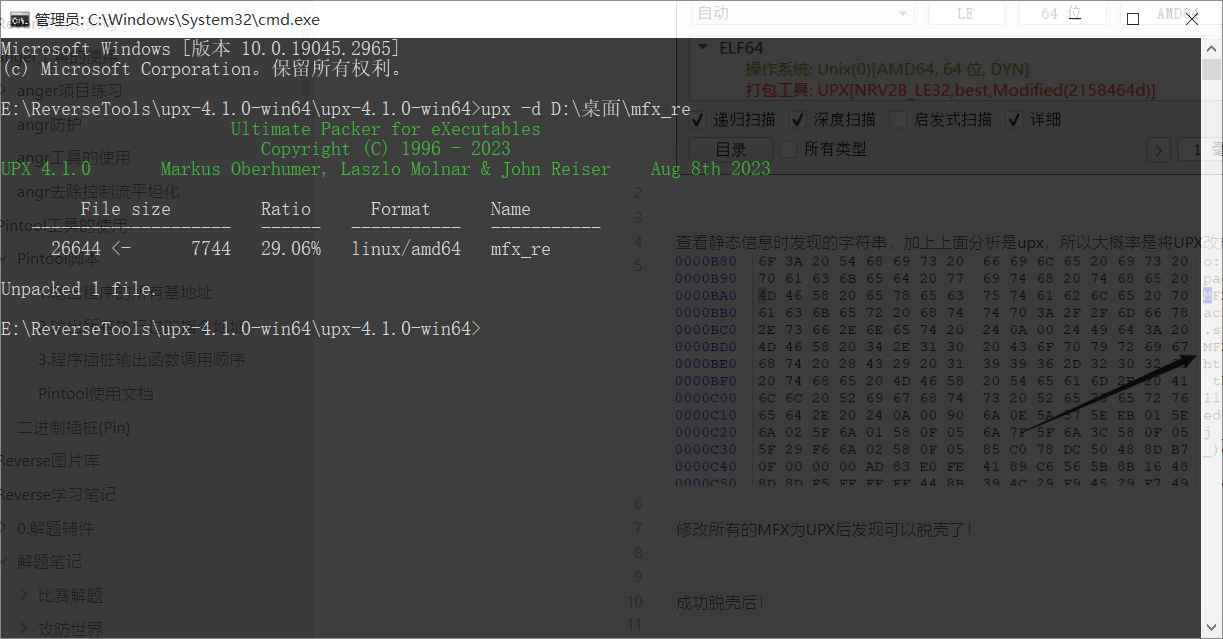 管理员: C:\Windows\System32\cmd.exe
Microsoft Windows [版本 10.0.19045.2965]
(c) Microsoft Corporation。保留所有权利。
E:\ReverseTools\upx-4.1.0-win64\upx-4.1.0-win64>upx -d D:\桌面\mfx_re
Ultimate Packer for eXecutables
Copyright (C) 1996 - 2023
UPX 4.1.0 Markus Oberhumer, Laszlo Molnar & John Reiser Aug 8th 2023
File size Ratio Format Name
-------------------- ------ ----------- -----------
26644 <- 7744 29.06% linux/amd64 mfx_re
Unpacked 1 file.
E:\ReverseTools\upx-4.1.0-win64\upx-4.1.0-win64>
anger项目练习
angr防护
angr工具的使用
angr去除控制流平坦化
Pintool工具的使用
Pintool脚本
3.程序插桩输出函数调用顺序
Pintool使用文档
二进制插桩(Pin)
Reverse图片库
Reverse学习笔记
0.解题辅件
解题笔记
比赛解题
攻防世界
自动
LE
64 位
AMD64
ELF64
操作系统: Unix(0)[AMD64, 64 位, DYN]
打包工具: UPX[NRV2B_LE32,best,Modified(2158464d)]
递归扫描 深度扫描 启发式扫描 详细
目录 所有类型 > 1 毫
2
3
4 查看静态信息时发现的字符串，加上上面分析是upx，所以大概率是将UPX改
5
0000B80 6F 3A 20 54 68 69 73 20 66 69 6C 65 20 69 73 20
0000B90 70 61 63 6B 65 64 20 77 69 74 68 20 74 68 65 20
0000BA0 4D 46 58 20 65 78 65 63 75 74 61 62 6C 65 20 70
0000BB0 61 63 6B 65 72 20 68 74 74 70 3A 2F 2F 6D 66 78
0000BC0 2E 73 66 2E 6E 65 74 20 24 0A 00 24 49 64 3A 20
0000BD0 4D 46 58 20 34 2E 31 30 20 43 6F 70 79 72 69 67
0000BE0 68 74 20 28 43 29 20 31 39 39 36 2D 32 30 32
0000BF0 20 74 68 65 20 4D 46 58 20 54 65 61 6D 2E 20 41
0000C00 6C 6C 20 52 69 67 68 74 73 20 52 65 73 65 72 76
0000C10 65 64 2E 20 24 0A 00 90 6A 0E 5A 57 5E EB 01 5E
0000C20 6A 02 5F 6A 01 58 0F 05 6A 7F 5F 6A 3C 58 0F 05
0000C30 5F 29 F6 6A 02 58 0F 05 85 C0 78 DC 50 48 8D B7
0000C40 0F 00 00 00 AD 83 E0 FE 41 89 C6 56 5B 8B 16 48
0000C50 8D 8D F5 FF FF FF 44 8B 39 4C 29 F9 45 29 F7 49
6
7 修改所有的MFX为UPX后发现可以脱壳了！
8
9
10 成功脱壳后！
11